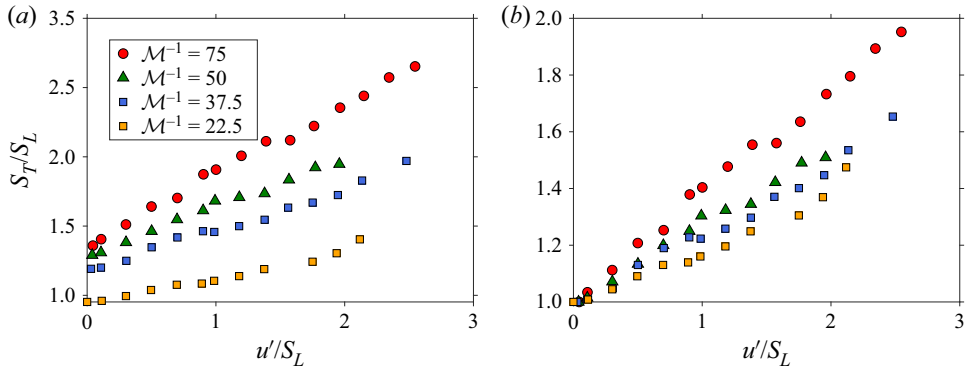 (a)
3.5
2.5
2.0
1.5
1.0
0
1
2
3
S_T/S_L
u′/S_L
ℳ⁻¹ = 75
ℳ⁻¹ = 50
ℳ⁻¹ = 37.5
ℳ⁻¹ = 22.5
(b)
2.0
1.8
1.6
1.4
1.2
1.0
0
1
2
3
u′/S_L